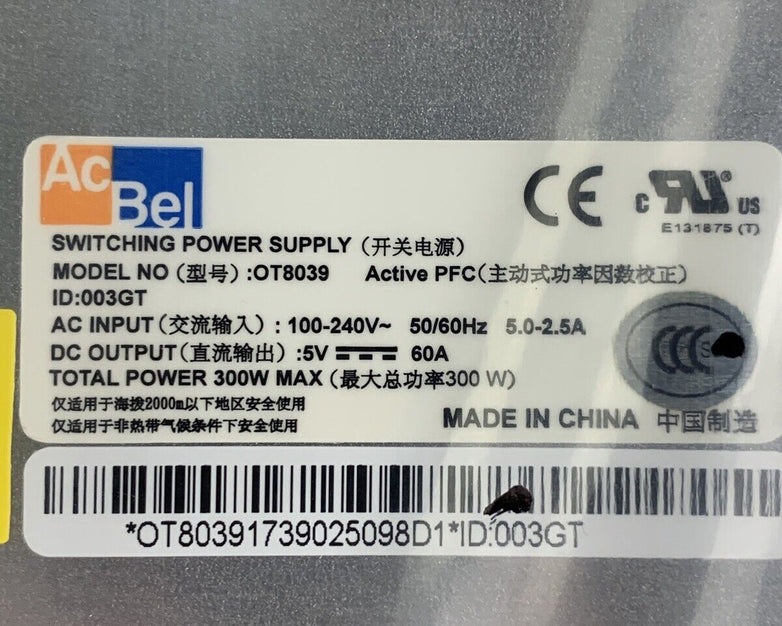 AcBel
CE
c RU® US
E131875 (T)
SWITCHING POWER SUPPLY (开关电源)
MODEL NO (型号) :OT8039 Active PFC(主动式功率因数校正)
ID:003GT
AC INPUT (交流输入) : 100-240V~ 50/60Hz 5.0-2.5A
DC OUTPUT (直流输出) :5V 60A
TOTAL POWER 300W MAX (最大总功率300 W)
CCC
仅适用于海拨2000m以下地区安全使用
仅适用于非热带气候条件下安全使用
MADE IN CHINA 中国制造
*OT80391739025098D1*ID:003GT